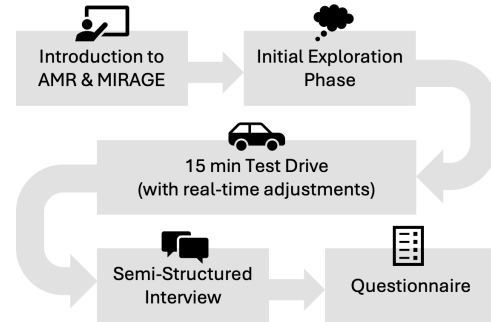 Introduction to
AMR & MIRAGE
Initial Exploration
Phase
15 min Test Drive
(with real-time adjustments)
Semi-Structured
Interview
Questionnaire